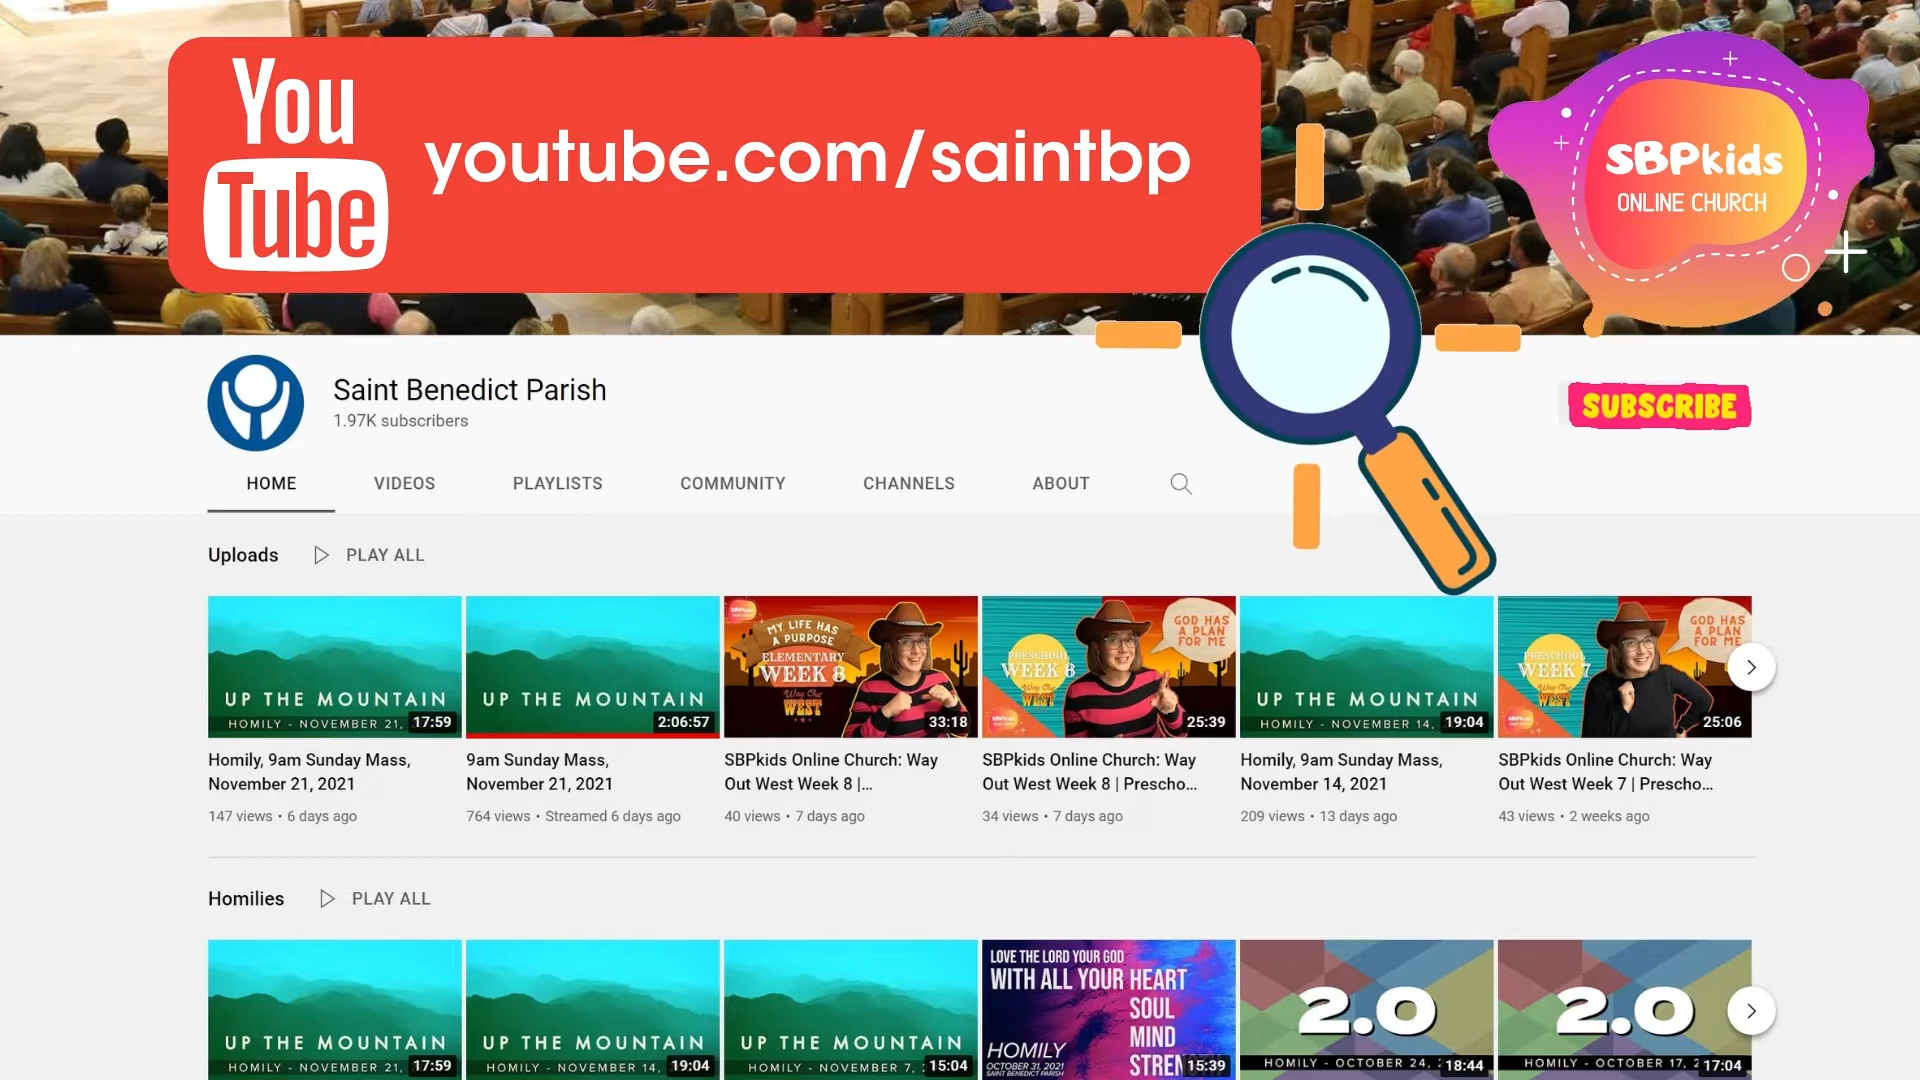 You
Tube
youtube.com/saintbp
SBPkids
ONLINE CHURCH
Saint Benedict Parish
1.97K subscribers
SUBSCRIBE
HOME
VIDEOS
PLAYLISTS
COMMUNITY
CHANNELS
ABOUT
Uploads
PLAY ALL
UP THE MOUNTAIN
HOMILY - NOVEMBER 21,
17:59
Homily, 9am Sunday Mass,
November 21, 2021
147 views • 6 days ago
UP THE MOUNTAIN
2:06:57
9am Sunday Mass,
November 21, 2021
764 views • Streamed 6 days ago
MY LIFE HAS
A PURPOSE
ELEMENTARY
WEEK 8
Way Out
WEST
33:18
SBPkids Online Church: Way
Out West Week 8 |...
40 views • 7 days ago
GOD HAS
A PLAN
FOR ME
PRESCHOOL
WEEK 8
Way Out
WEST
25:39
SBPkids Online Church: Way
Out West Week 8 | Prescho...
34 views • 7 days ago
UP THE MOUNTAIN
HOMILY - NOVEMBER 14,
19:04
Homily, 9am Sunday Mass,
November 14, 2021
209 views • 13 days ago
GOD HAS
A PLAN
FOR ME
PRESCHOOL
WEEK 7
Way Out
WEST
25:06
SBPkids Online Church: Way
Out West Week 7 | Prescho...
43 views • 2 weeks ago
Homilies
PLAY ALL
UP THE MOUNTAIN
HOMILY - NOVEMBER 21,
17:59
UP THE MOUNTAIN
HOMILY - NOVEMBER 14,
19:04
UP THE MOUNTAIN
HOMILY - NOVEMBER 7,
15:04
LOVE THE LORD YOUR GOD
WITH ALL YOUR HEART
SOUL
MIND
STREN
HOMILY
OCTOBER 31, 2021
SAINT BENEDICT PARISH
15:39
2.0
HOMILY - OCTOBER 24,
18:44
2.0
HOMILY - OCTOBER 17, 2
17:04